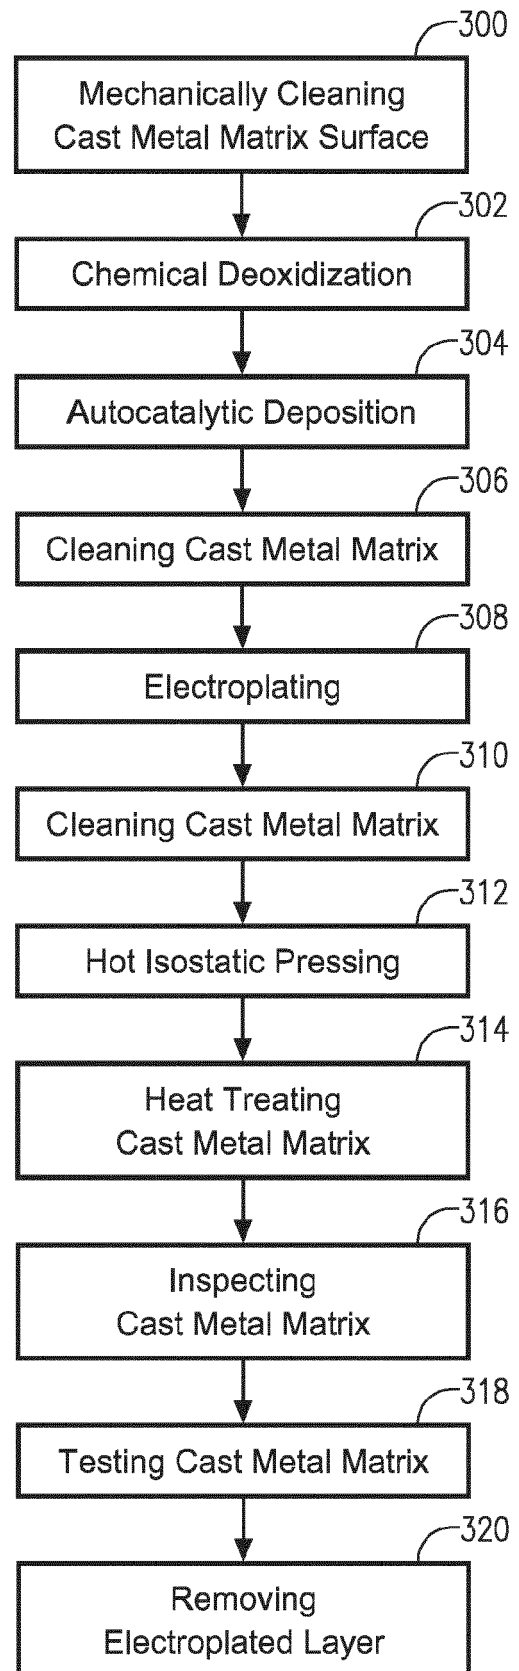 300
Mechanically Cleaning
Cast Metal Matrix Surface
302
Chemical Deoxidization
304
Autocatalytic Deposition
306
Cleaning Cast Metal Matrix
308
Electroplating
310
Cleaning Cast Metal Matrix
312
Hot Isostatic Pressing
314
Heat Treating
Cast Metal Matrix
316
Inspecting
Cast Metal Matrix
318
Testing Cast Metal Matrix
320
Removing
Electroplated Layer